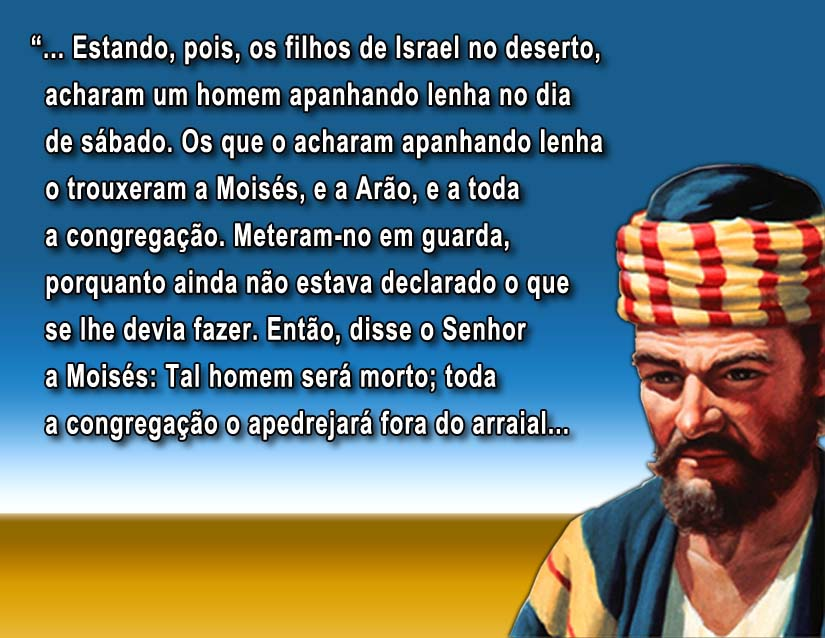 “... Estando, pois, os filhos de Israel no deserto,
acharam um homem apanhando lenha no dia
de sábado. Os que o acharam apanhando lenha
o trouxeram a Moisés, e a Arão, e a toda
a congregação. Meteram-no em guarda,
porquanto ainda não estava declarado o que
se lhe devia fazer. Então, disse o Senhor
a Moisés: Tal homem será morto; toda
a congregação o apedrejará fora do arraial...